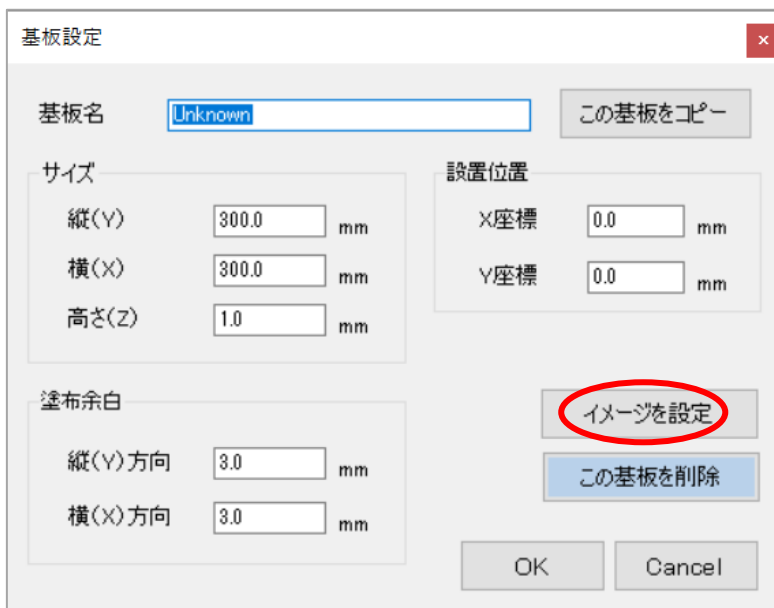 基板設定
×
基板名 Unknown この基板をコピー
サイズ 設置位置
縦(Y) 300.0 mm X座標 0.0 mm
横(X) 300.0 mm Y座標 0.0 mm
高さ(Z) 1.0 mm
塗布余白 イメージを設定
縦(Y)方向 3.0 mm この基板を削除
横(X)方向 3.0 mm
OK Cancel